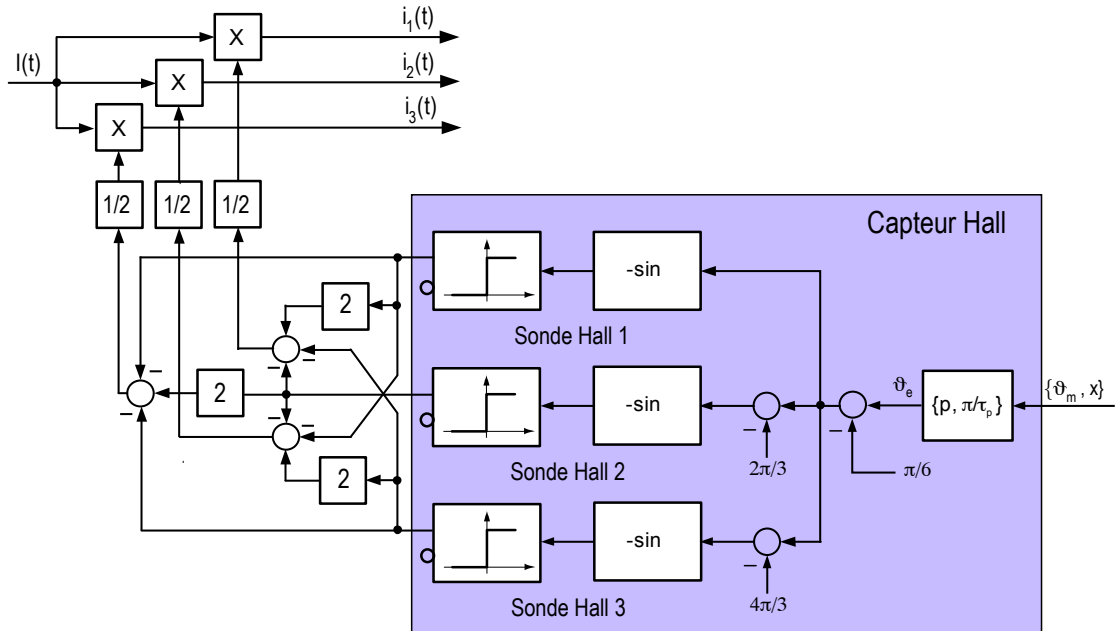 i1(t)
I(t)
X
i2(t)
X
i3(t)
X
1/2
1/2
1/2
Capteur Hall
-sin
2
Sonde Hall 1
−
−
−
−
2
−
−
−
-sin
−
−
ϑe
{p, π/τp}
{ϑm, x}
2π/3
π/6
2
Sonde Hall 2
-sin
−
4π/3
Sonde Hall 3